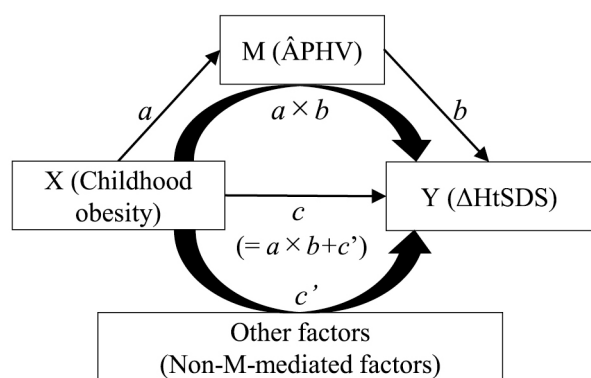 M (ÂPHV)
a
a × b
b
X (Childhood
obesity)
c
(= a × b+c’)
Y (ΔHtSDS)
c’
Other factors
(Non-M-mediated factors)